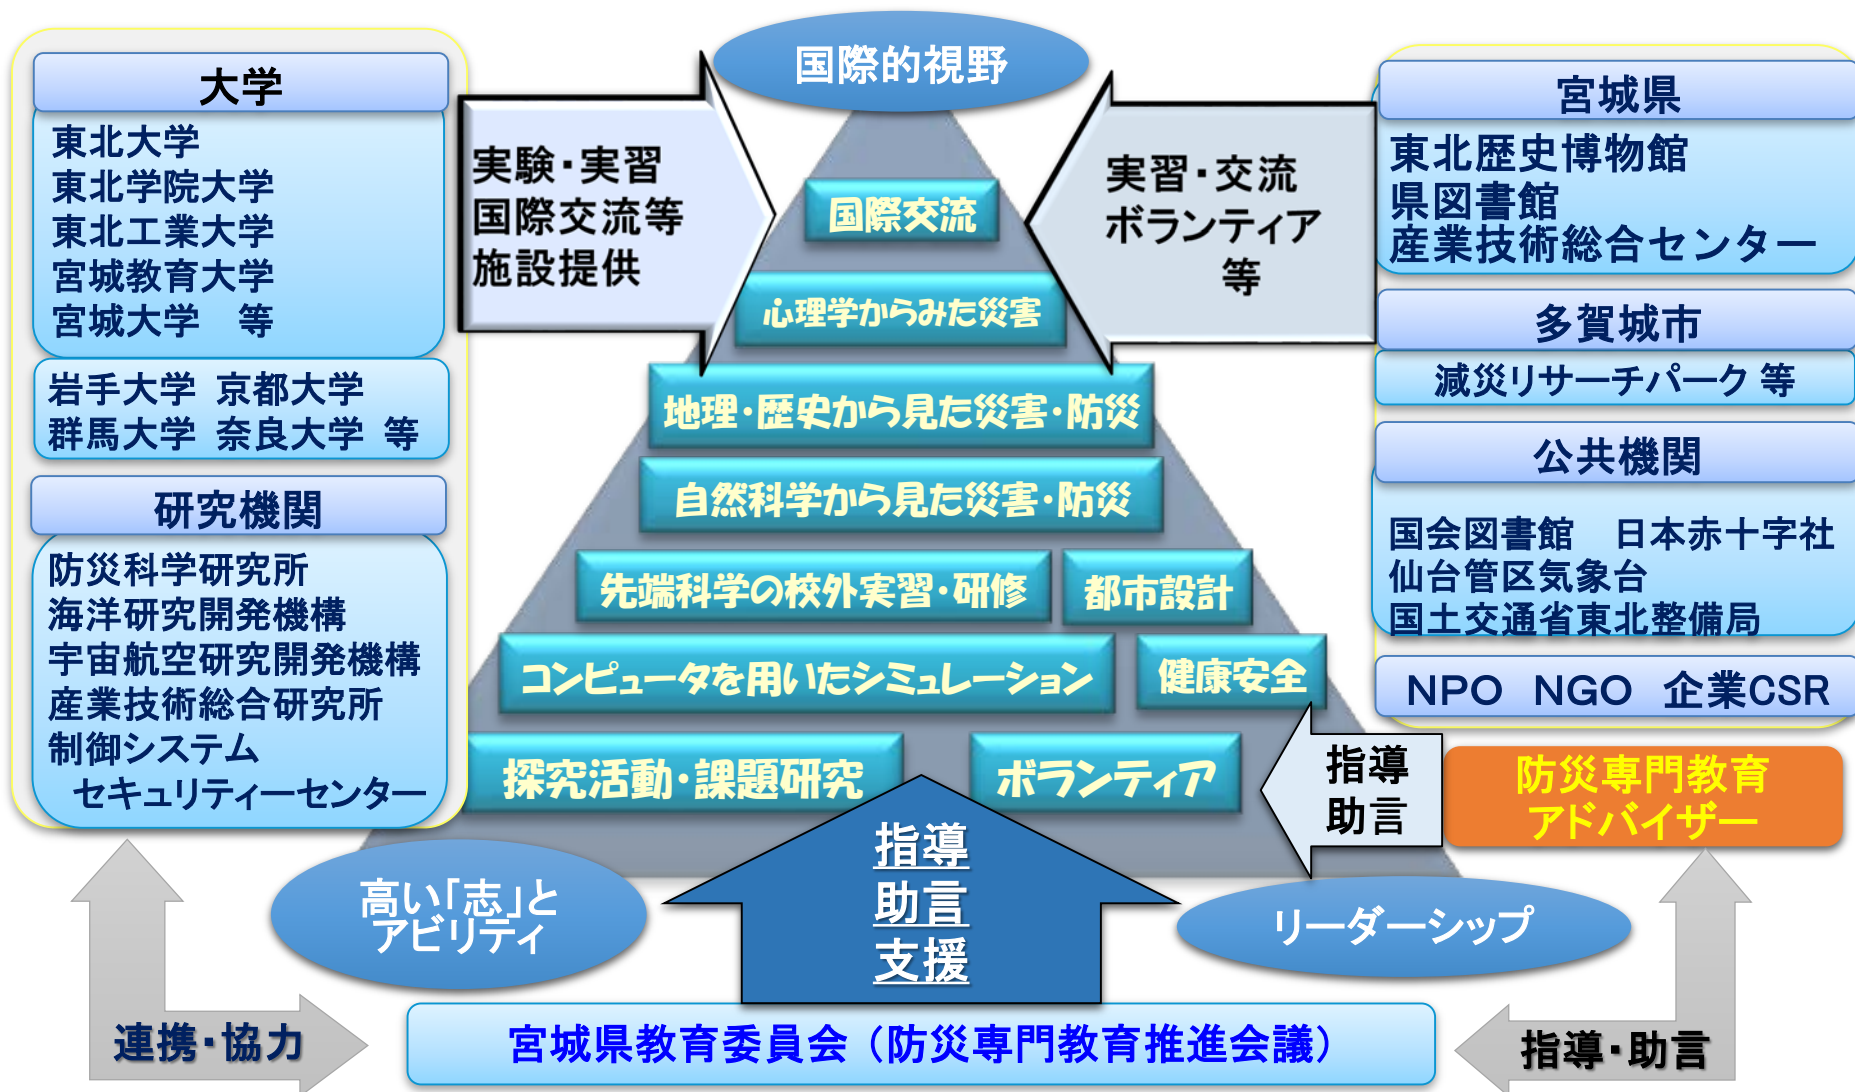 国際的視野
大学
東北大学
東北学院大学
東北工業大学
宮城教育大学
宮城大学　等
岩手大学 京都大学
群馬大学 奈良大学 等
研究機関
防災科学研究所
海洋研究開発機構
宇宙航空研究開発機構
産業技術総合研究所
制御システム
セキュリティーセンター
実験・実習
国際交流等
施設提供
国際交流
心理学からみた災害
地理・歴史から見た災害・防災
自然科学から見た災害・防災
先端科学の校外実習・研修
都市設計
コンピュータを用いたシミュレーション
健康安全
探究活動・課題研究
ボランティア
実習・交流
ボランティア
等
宮城県
東北歴史博物館
県図書館
産業技術総合センター
多賀城市
減災リサーチパーク 等
公共機関
国会図書館　日本赤十字社
仙台管区気象台
国土交通省東北整備局
NPO　NGO　企業CSR
指導
助言
防災専門教育
アドバイザー
指導
助言
支援
高い「志」と
アビリティ
リーダーシップ
連携・協力
宮城県教育委員会（防災専門教育推進会議）
指導・助言